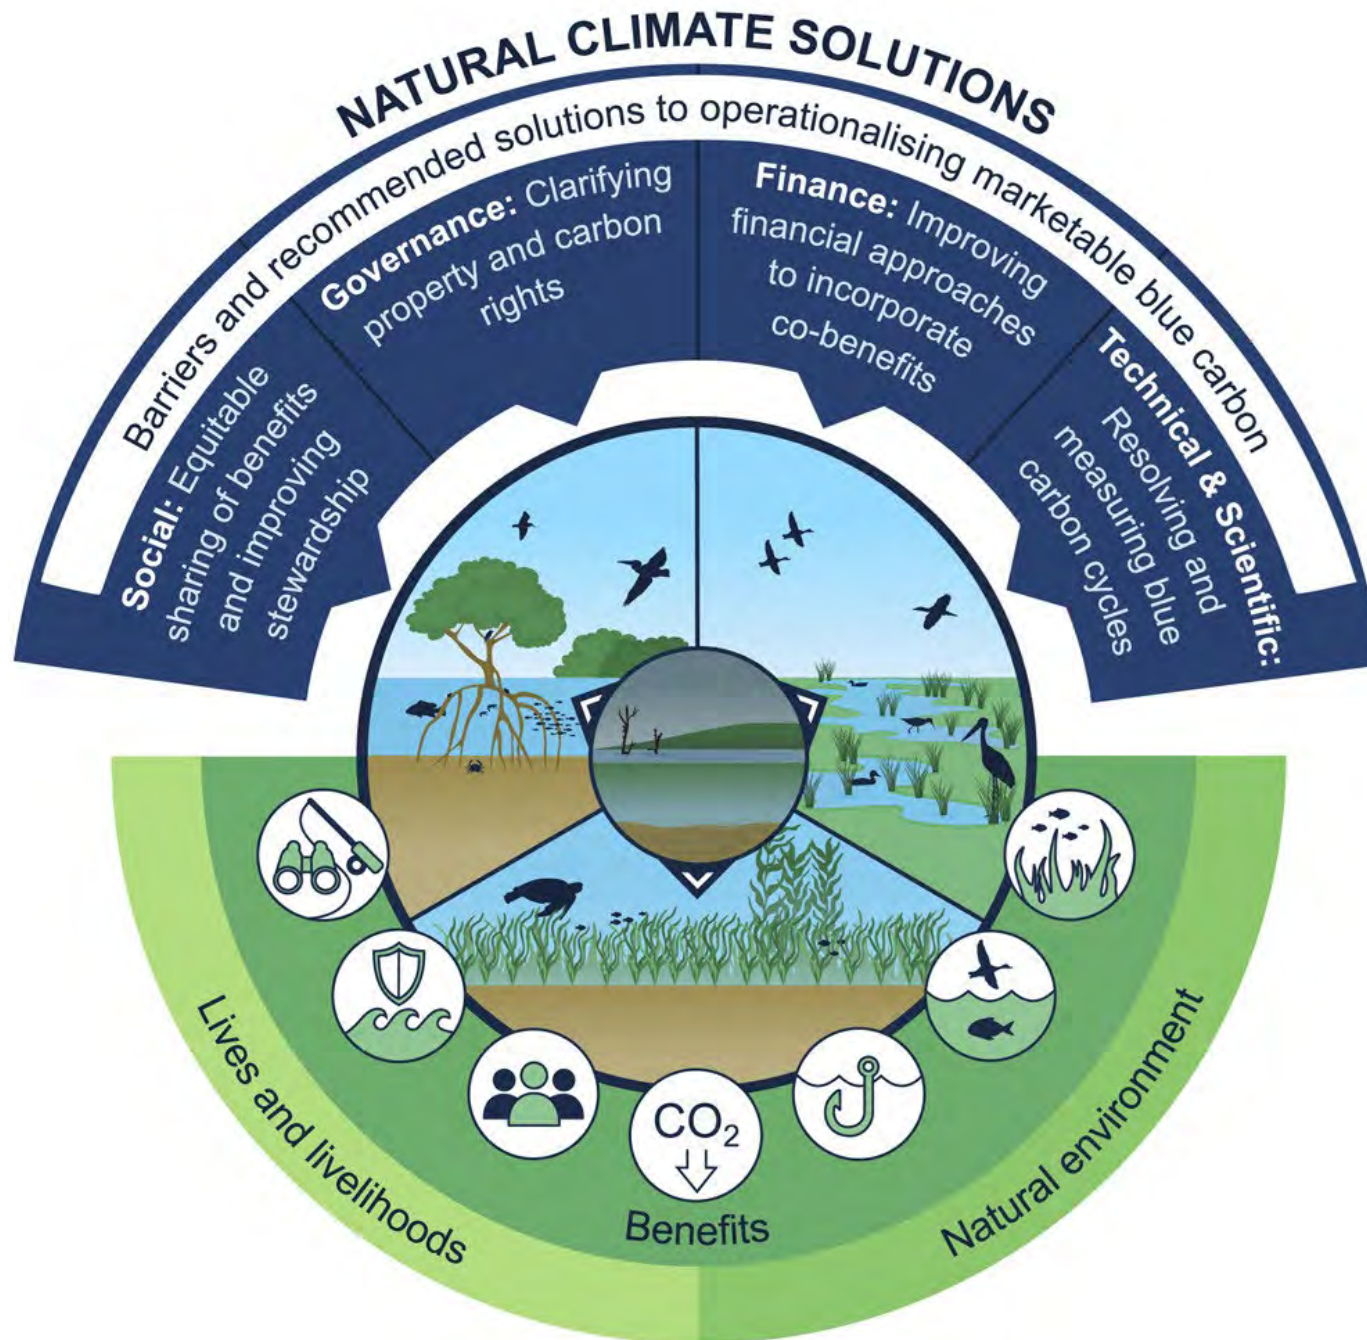 NATURAL CLIMATE SOLUTIONS
Barriers and recommended solutions to operationalising marketable blue carbon
Social: Equitable
sharing of benefits
and improving
stewardship
Governance: Clarifying
property and carbon
rights
Finance: Improving
financial approaches
to incorporate
co-benefits
Technical & Scientific:
Resolving and
measuring blue
carbon cycles
CO₂
Lives and livelihoods
Benefits
Natural environment